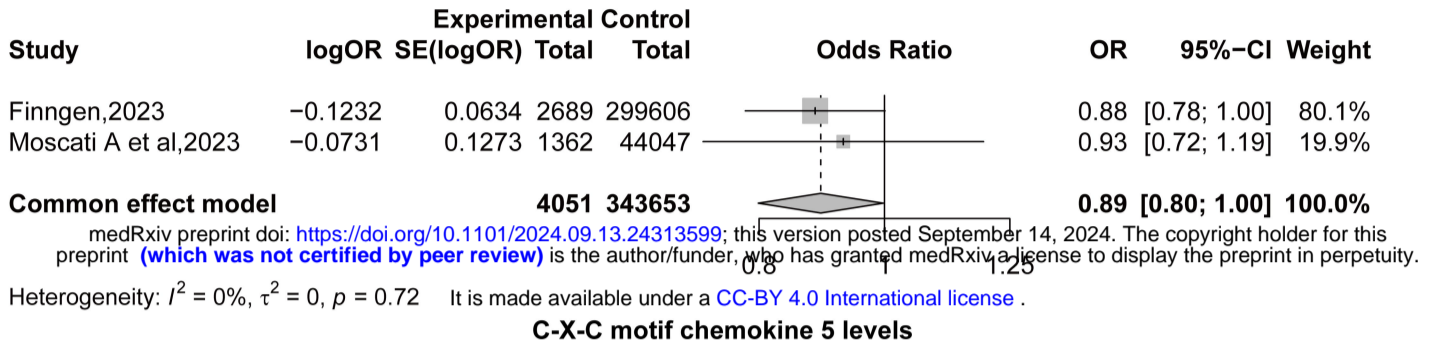 Experimental Control
Study logOR SE(logOR) Total Total Odds Ratio OR 95%−CI Weight
Finngen,2023 −0.1232 0.0634 2689 299606 0.88 [0.78; 1.00] 80.1%
Moscati A et al,2023 −0.0731 0.1273 1362 44047 0.93 [0.72; 1.19] 19.9%
Common effect model 4051 343653 0.89 [0.80; 1.00] 100.0%
medRxiv preprint doi: https://doi.org/10.1101/2024.09.13.24313599; this version posted September 14, 2024. The copyright holder for this
preprint (which was not certified by peer review) is the author/funder, who has granted medRxiv a license to display the preprint in perpetuity.
0.8 1 1.25
Heterogeneity: I² = 0%, τ² = 0, p = 0.72 It is made available under a CC-BY 4.0 International license .
C-X-C motif chemokine 5 levels